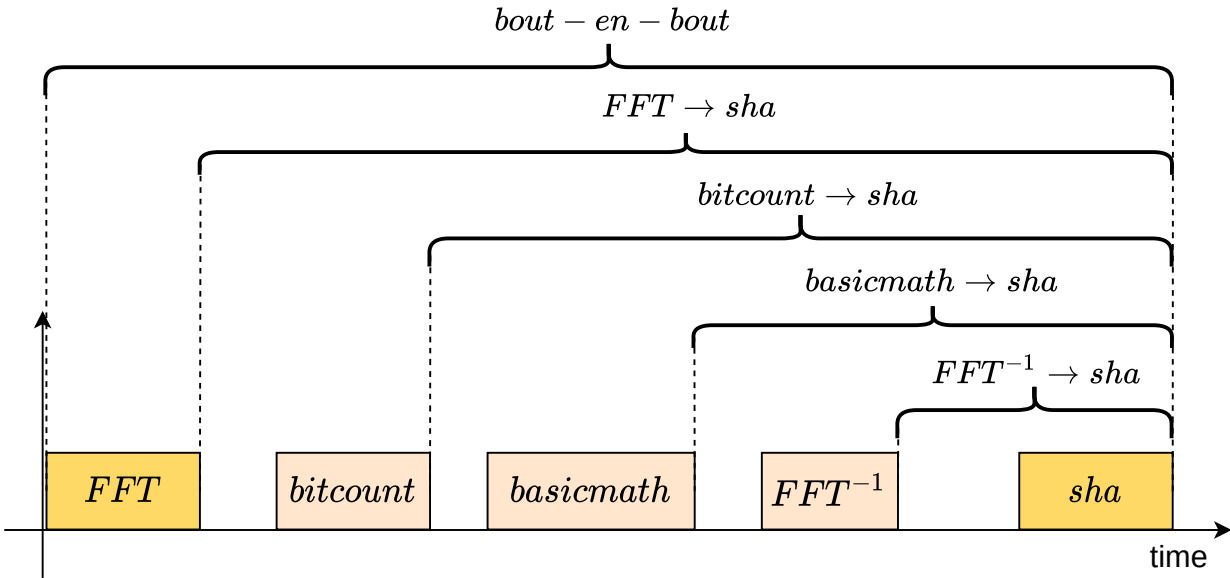 bout − en − bout
FFT → sha
bitcount → sha
basicmath → sha
FFT⁻¹ → sha
FFT bitcount basicmath FFT⁻¹ sha
time